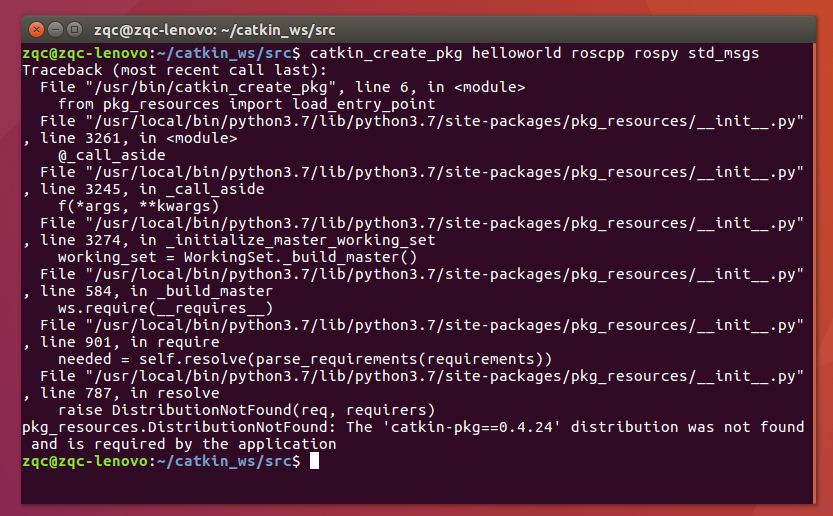 zqc@zqc-lenovo: ~/catkin_ws/src
zqc@zqc-lenovo:~/catkin_ws/src$ catkin_create_pkg helloworld roscpp rospy std_msgs
Traceback (most recent call last):
  File "/usr/bin/catkin_create_pkg", line 6, in <module>
    from pkg_resources import load_entry_point
  File "/usr/local/bin/python3.7/lib/python3.7/site-packages/pkg_resources/__init__.py"
, line 3261, in <module>
    @_call_aside
  File "/usr/local/bin/python3.7/lib/python3.7/site-packages/pkg_resources/__init__.py"
, line 3245, in _call_aside
    f(*args, **kwargs)
  File "/usr/local/bin/python3.7/lib/python3.7/site-packages/pkg_resources/__init__.py"
, line 3274, in _initialize_master_working_set
    working_set = WorkingSet._build_master()
  File "/usr/local/bin/python3.7/lib/python3.7/site-packages/pkg_resources/__init__.py"
, line 584, in _build_master
    ws.require(__requires__)
  File "/usr/local/bin/python3.7/lib/python3.7/site-packages/pkg_resources/__init__.py"
, line 901, in require
    needed = self.resolve(parse_requirements(requirements))
  File "/usr/local/bin/python3.7/lib/python3.7/site-packages/pkg_resources/__init__.py"
, line 787, in resolve
    raise DistributionNotFound(req, requirers)
pkg_resources.DistributionNotFound: The 'catkin-pkg==0.4.24' distribution was not found
 and is required by the application
zqc@zqc-lenovo:~/catkin_ws/src$